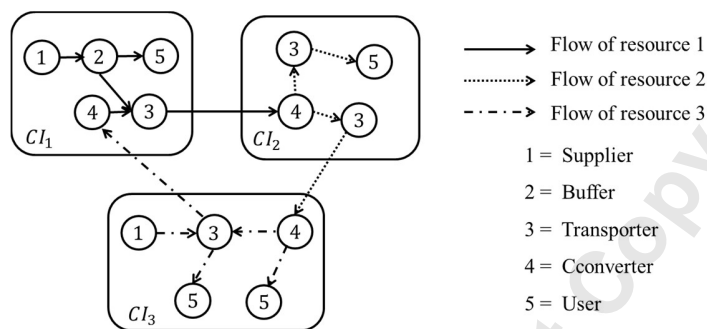 1 2 5
4 3
CI₁
3 5
4 3
CI₂
1 3 4
5 5
CI₃
Flow of resource 1
Flow of resource 2
Flow of resource 3
1 = Supplier
2 = Buffer
3 = Transporter
4 = Cconverter
5 = User
Copy